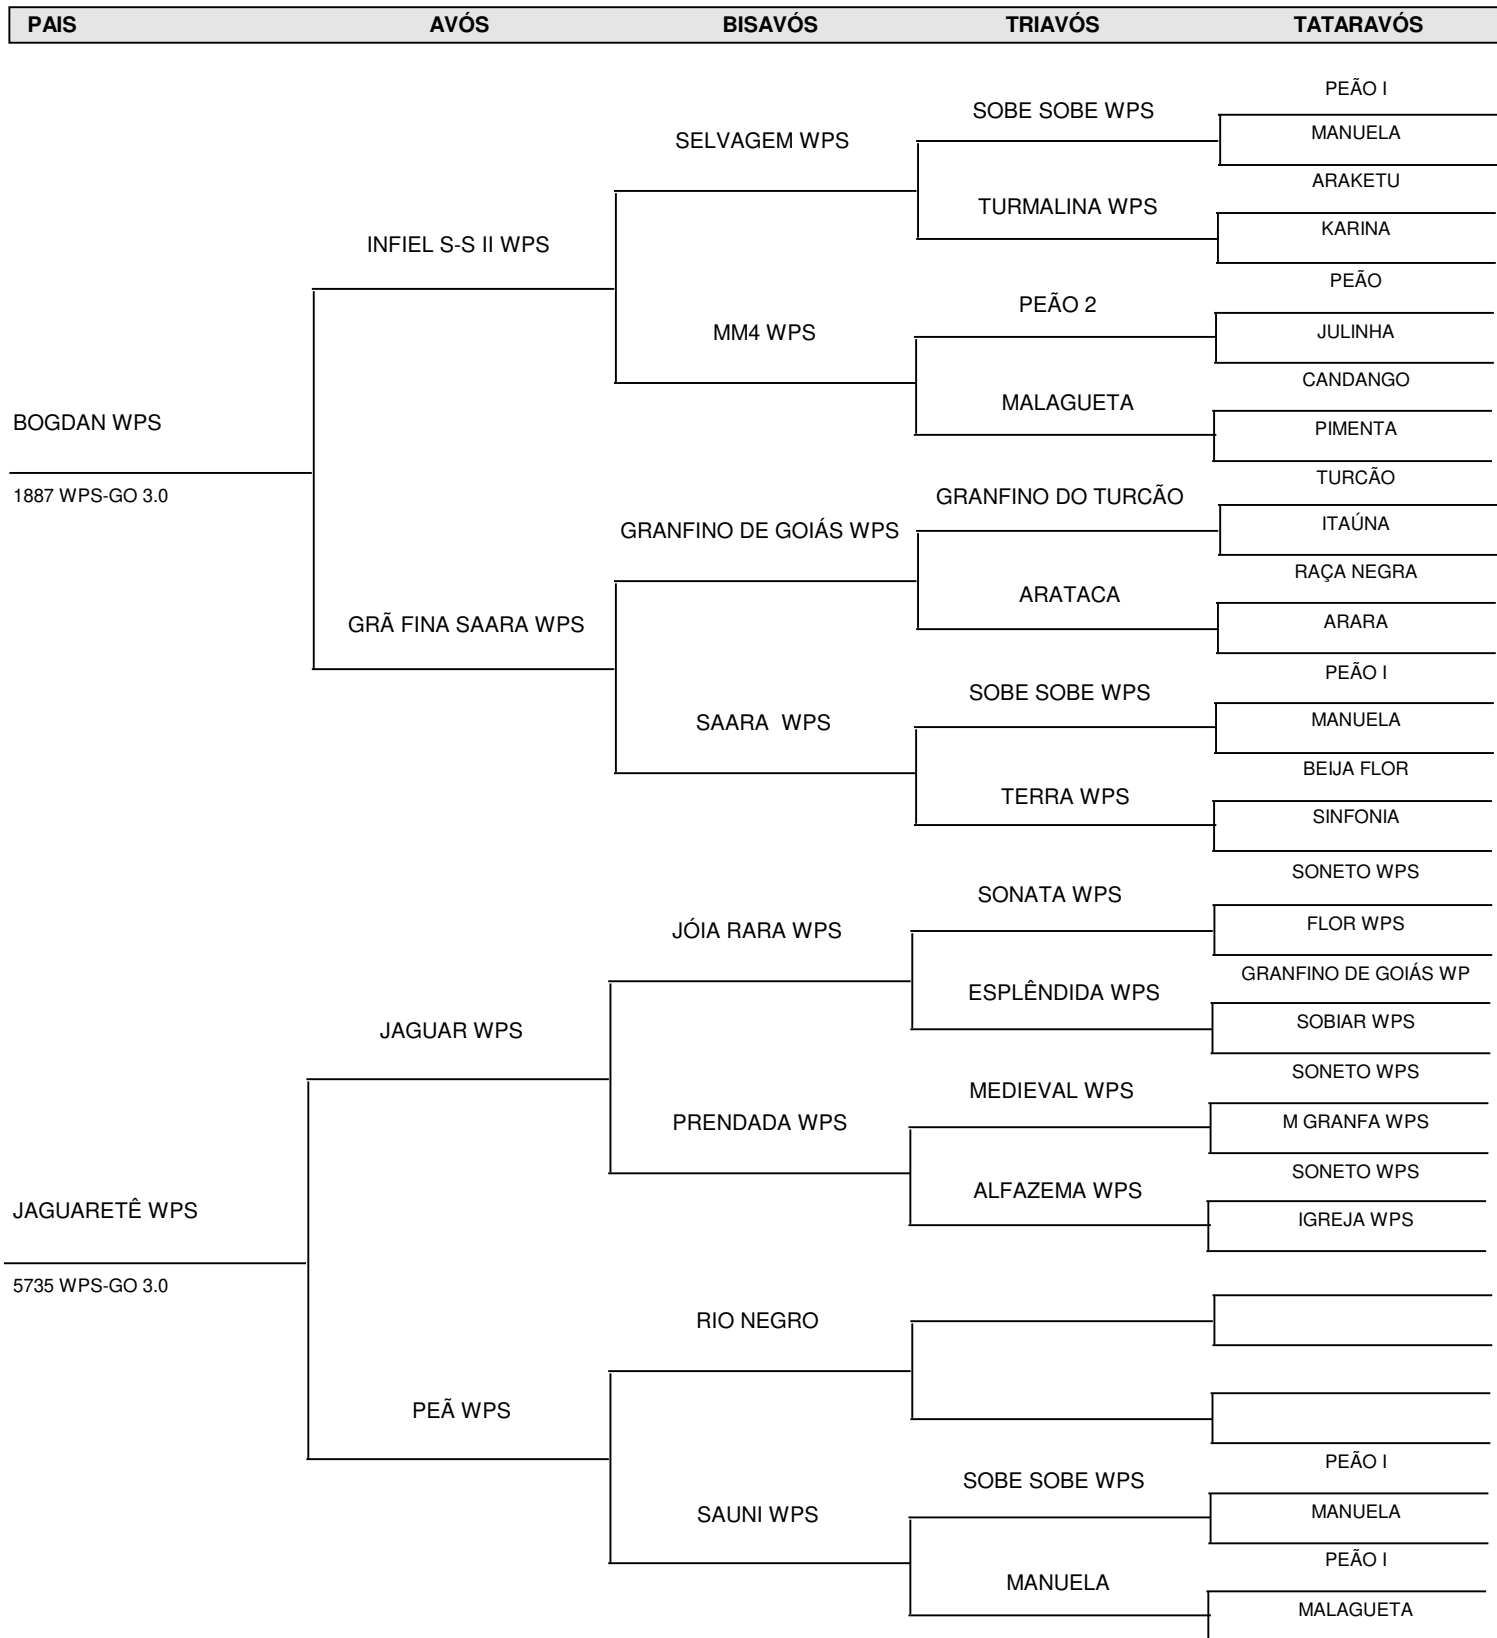 PAIS AVÓS BISAVÓS TRIAVÓS TATARAVÓS
PEÃO I
SOBE SOBE WPS
MANUELA
SELVAGEM WPS
ARAKETU
TURMALINA WPS
KARINA
INFIEL S-S II WPS
PEÃO
PEÃO 2
JULINHA
MM4 WPS
CANDANGO
MALAGUETA
BOGDAN WPS
PIMENTA
TURCÃO
1887 WPS-GO 3.0
GRANFINO DO TURCÃO
ITAÚNA
GRANFINO DE GOIÁS WPS
RAÇA NEGRA
ARATACA
ARARA
GRÃ FINA SAARA WPS
PEÃO I
SOBE SOBE WPS
MANUELA
SAARA WPS
BEIJA FLOR
TERRA WPS
SINFONIA
SONETO WPS
SONATA WPS
FLOR WPS
JÓIA RARA WPS
GRANFINO DE GOIÁS WP
ESPLÊNDIDA WPS
SOBIAR WPS
JAGUAR WPS
SONETO WPS
MEDIEVAL WPS
M GRANFA WPS
PRENDADA WPS
SONETO WPS
ALFAZEMA WPS
JAGUARETÊ WPS
IGREJA WPS
5735 WPS-GO 3.0
RIO NEGRO
PEÃ WPS
PEÃO I
SOBE SOBE WPS
MANUELA
SAUNI WPS
PEÃO I
MANUELA
MALAGUETA